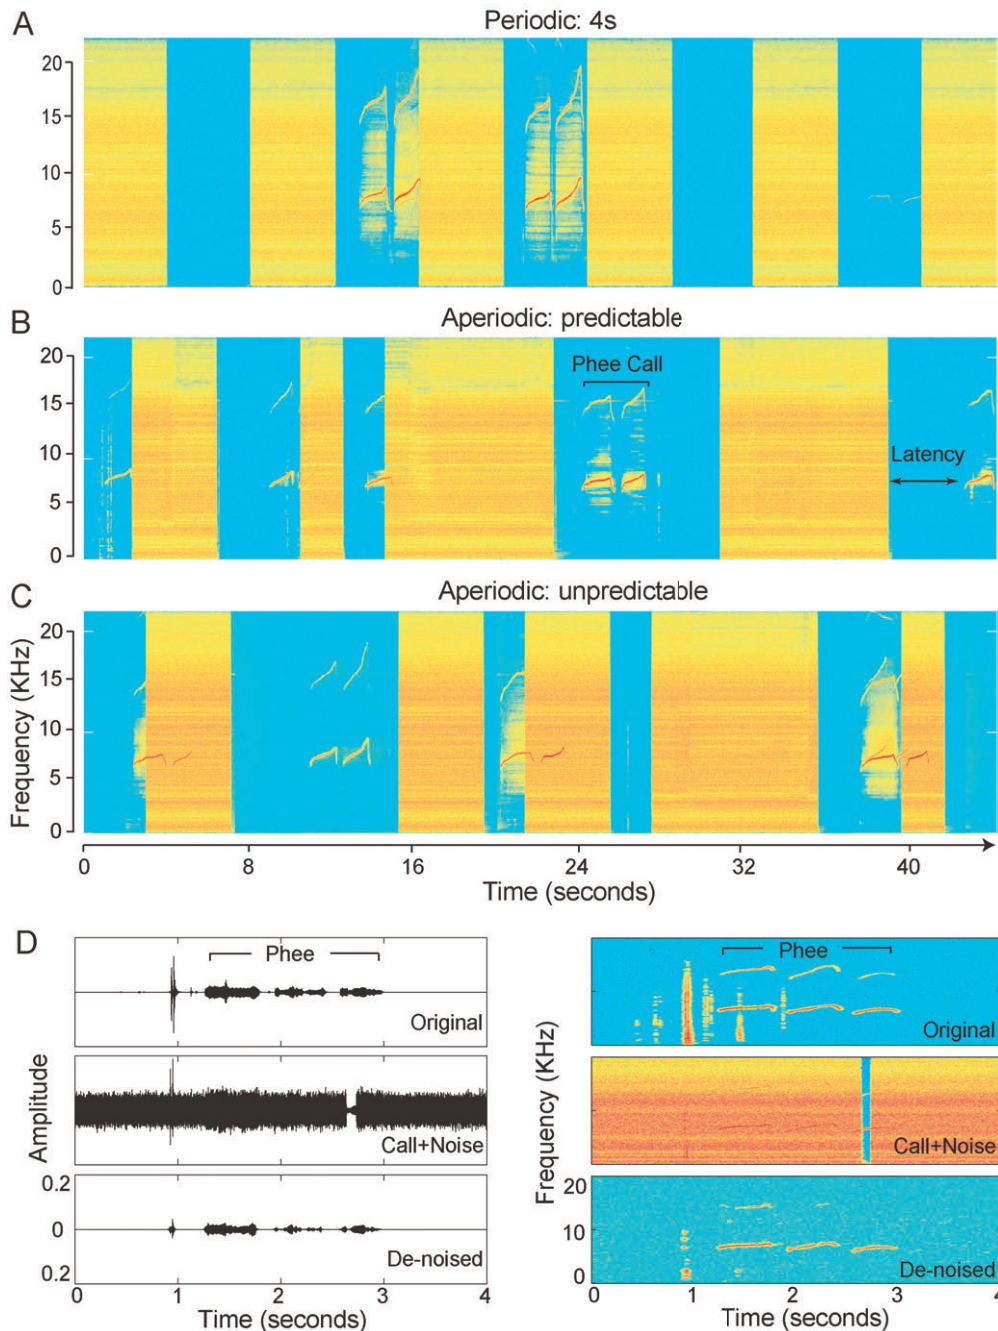 A
Periodic: 4s
20
15
10
5
0
B
Aperiodic: predictable
20
15
10
5
0
Phee Call
Latency
C
Aperiodic: unpredictable
Frequency (KHz)
20
15
10
5
0
0
8
16
24
32
40
Time (seconds)
D
Amplitude
Phee
Original
Call+Noise
0.2
0
0.2
De-noised
0 1 2 3 4
Time (seconds)
Frequency (KHz)
Phee
Original
Call+Noise
20
10
0
De-noised
0 1 2 3 4
Time (seconds)